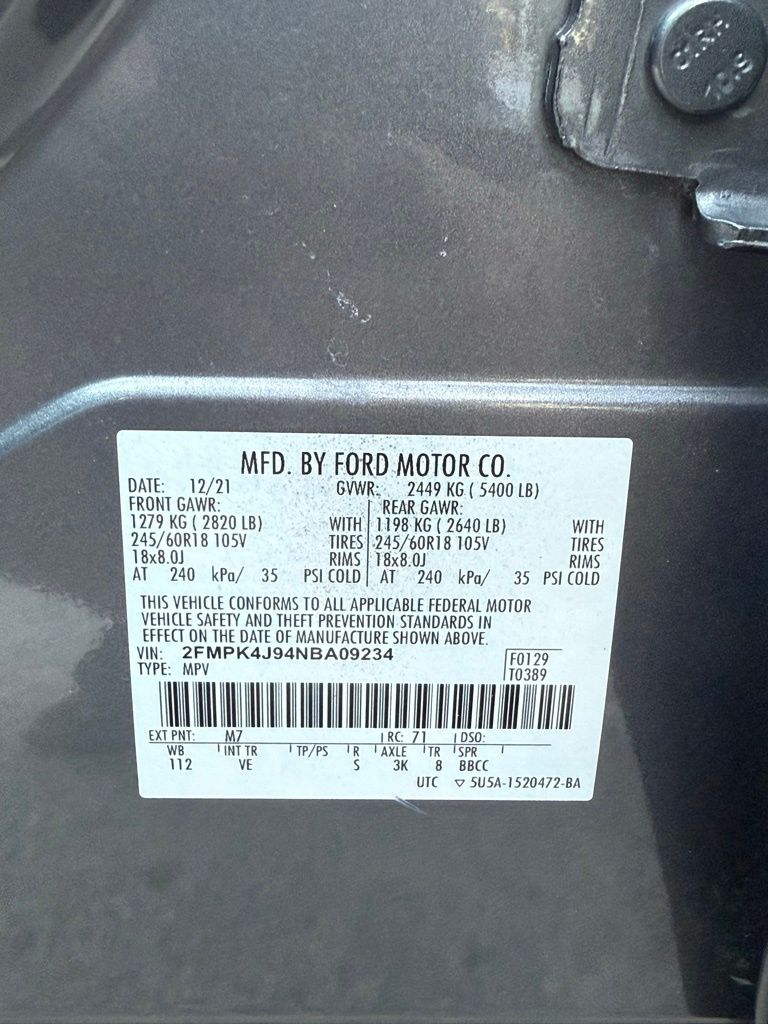 CLRH
10.9
MFD. BY FORD MOTOR CO.
DATE: 12/21 GVWR: 2449 KG ( 5400 LB)
FRONT GAWR: REAR GAWR:
1279 KG ( 2820 LB) WITH 1198 KG ( 2640 LB) WITH
245/60R18 105V TIRES 245/60R18 105V TIRES
18x8.0J RIMS 18x8.0J RIMS
AT 240 kPa/ 35 PSI COLD AT 240 kPa/ 35 PSI COLD
THIS VEHICLE CONFORMS TO ALL APPLICABLE FEDERAL MOTOR
VEHICLE SAFETY AND THEFT PREVENTION STANDARDS IN
EFFECT ON THE DATE OF MANUFACTURE SHOWN ABOVE.
VIN: 2FMPK4J94NBA09234
TYPE: MPV
F0129
T0389
EXT PNT: M7 RC: 71 DSO:
WB INT TR TP/PS R AXLE TR SPR
112 VE S 3K 8 BBCC
UTC ▽ 5U5A-1520472-BA